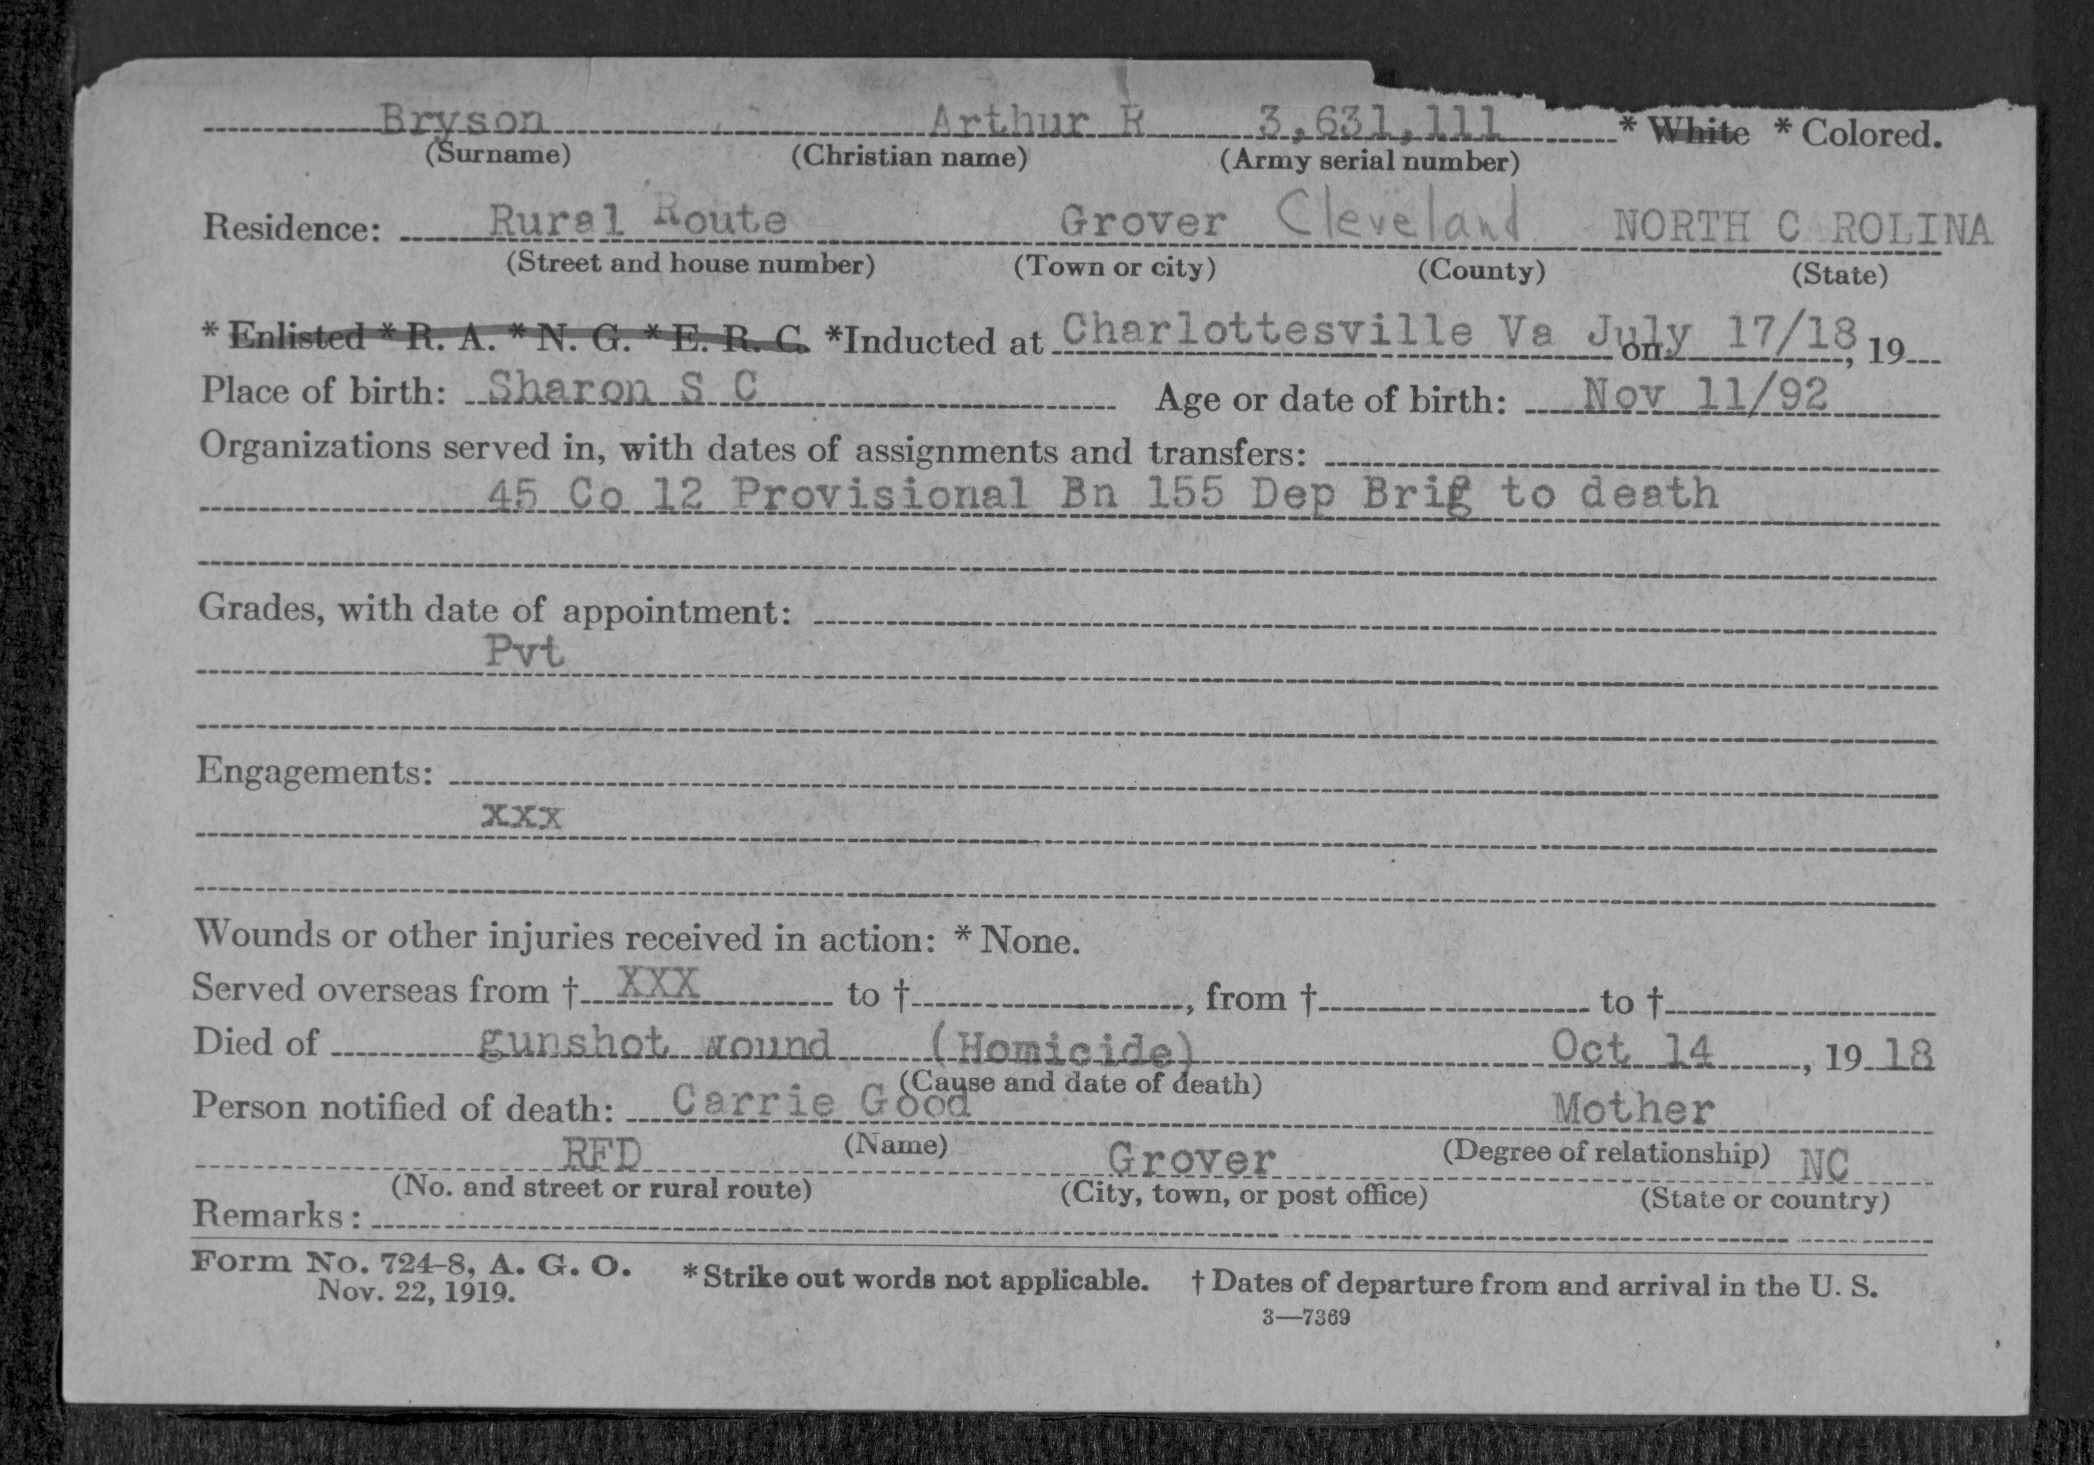 Bryson Arthur R 3,631,111 * White * Colored.
(Surname) (Christian name) (Army serial number)
Residence: Rural Route Grover Cleveland NORTH C ROLINA
(Street and house number) (Town or city) (County) (State)
* Enlisted * R. A. * N. G. * E. R. C. *Inducted at Charlottesville Va on July 17/18, 19
Place of birth: Sharon S C Age or date of birth: Nov 11/92
Organizations served in, with dates of assignments and transfers:
45 Co 12 Provisional Bn 155 Dep Brig to death
Grades, with date of appointment:
Pvt
Engagements:
xxx
Wounds or other injuries received in action: * None.
Served overseas from † XXX to †, from † to †
Died of gunshot wound (Homicide) Oct 14, 19 18
(Cause and date of death)
Person notified of death: Carrie Good Mother
(Name) (Degree of relationship)
RFD Grover NC
(No. and street or rural route) (City, town, or post office) (State or country)
Remarks:
Form No. 724-8, A. G. O. * Strike out words not applicable. † Dates of departure from and arrival in the U. S.
Nov. 22, 1919.
3—7369